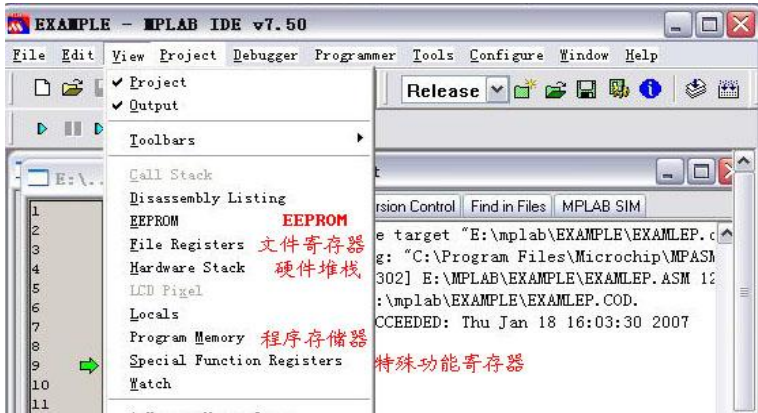 EXAMPLE - MPLAB IDE v7.50
File Edit View Project Debugger Programmer Tools Configure Window Help
Release
Project
Output
Toolbars
Call Stack
Disassembly Listing
EEPROM EEPROM
File Registers 文件寄存器
Hardware Stack 硬件堆栈
LCD Pixel
Locals
Program Memory 程序存储器
Special Function Registers 特殊功能寄存器
Watch
E:\..
rsion Control Find in Files MPLAB SIM
e target "E:\mplab\EXAMPLE\EXAMLEP.c
g: "C:\Program Files\Microchip\MPASM
302] E:\MPLAB\EXAMPLE\EXAMLEP.ASM 12
:\mplab\EXAMPLE\EXAMLEP.COD.
CCEEDED: Thu Jan 18 16:03:30 2007
1
2
3
4
5
6
7
8
9
10
11